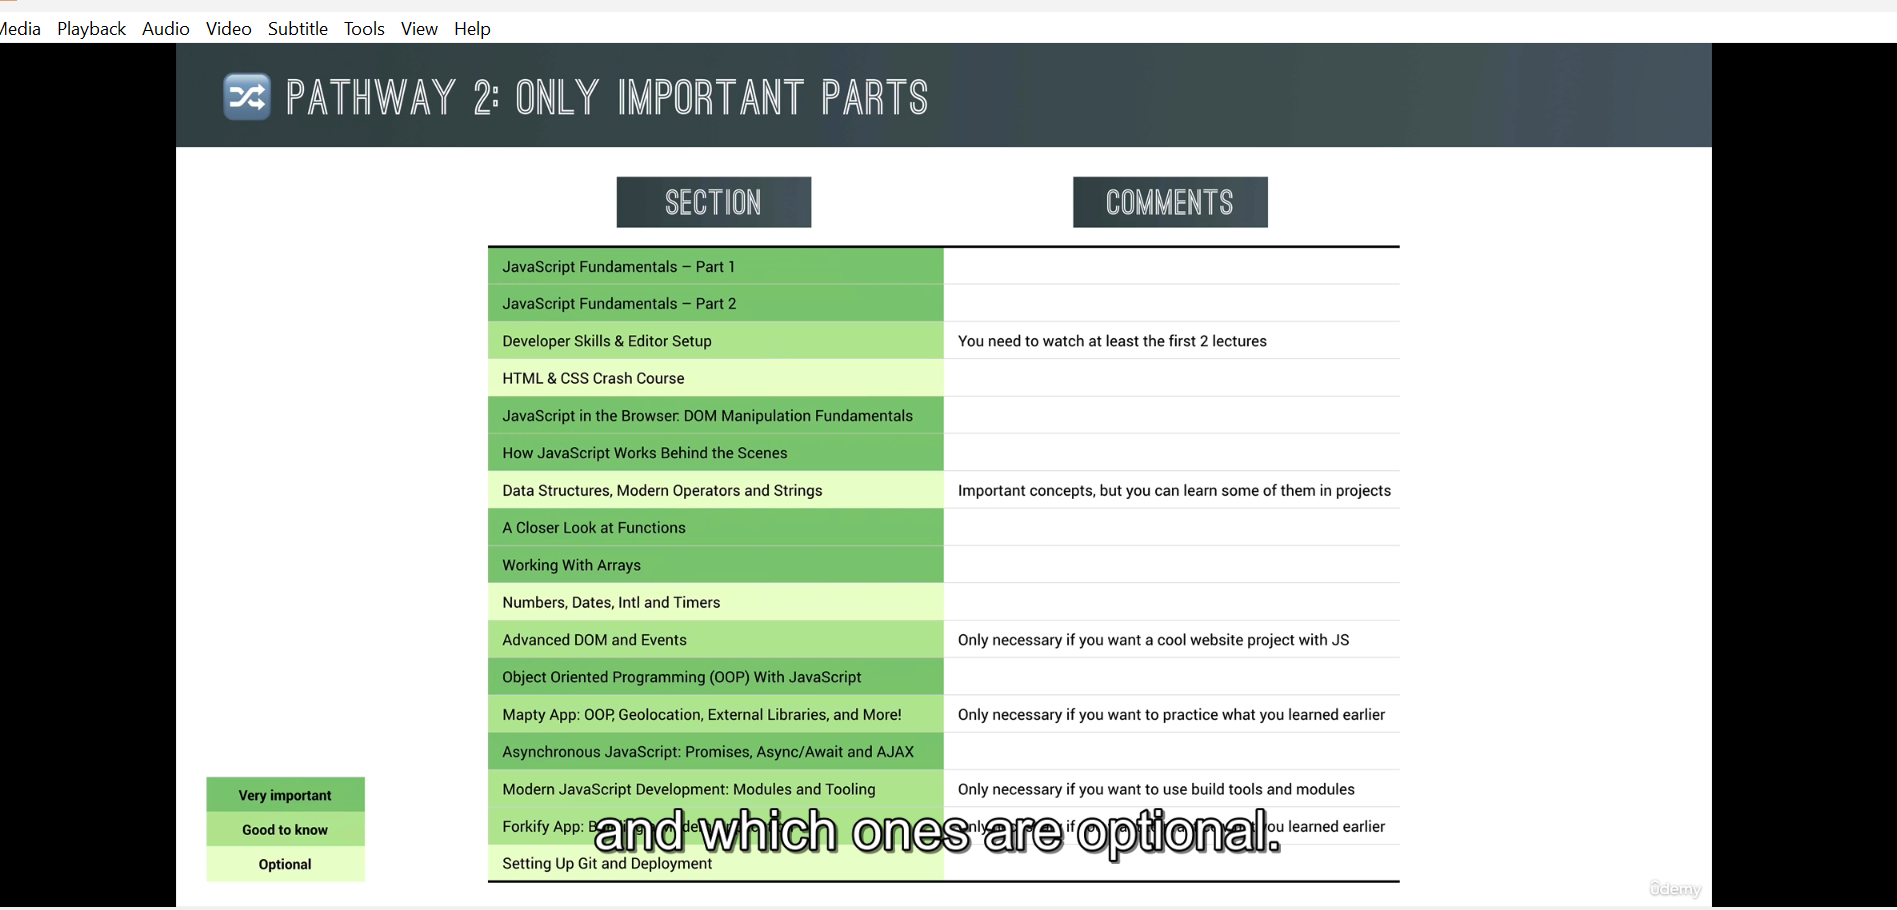 Media Playback Audio Video Subtitle Tools View Help
PATHWAY 2: ONLY IMPORTANT PARTS
SECTION COMMENTS
JavaScript Fundamentals – Part 1
JavaScript Fundamentals – Part 2
Developer Skills & Editor Setup You need to watch at least the first 2 lectures
HTML & CSS Crash Course
JavaScript in the Browser: DOM Manipulation Fundamentals
How JavaScript Works Behind the Scenes
Data Structures, Modern Operators and Strings Important concepts, but you can learn some of them in projects
A Closer Look at Functions
Working With Arrays
Numbers, Dates, Intl and Timers
Advanced DOM and Events Only necessary if you want a cool website project with JS
Object Oriented Programming (OOP) With JavaScript
Mapty App: OOP, Geolocation, External Libraries, and More! Only necessary if you want to practice what you learned earlier
Asynchronous JavaScript: Promises, Async/Await and AJAX
Modern JavaScript Development: Modules and Tooling Only necessary if you want to use build tools and modules
Forkify App: if you learned earlier
and which ones are optional.
Setting Up Git and Deployment
Very important
Good to know
Optional
ûdemy